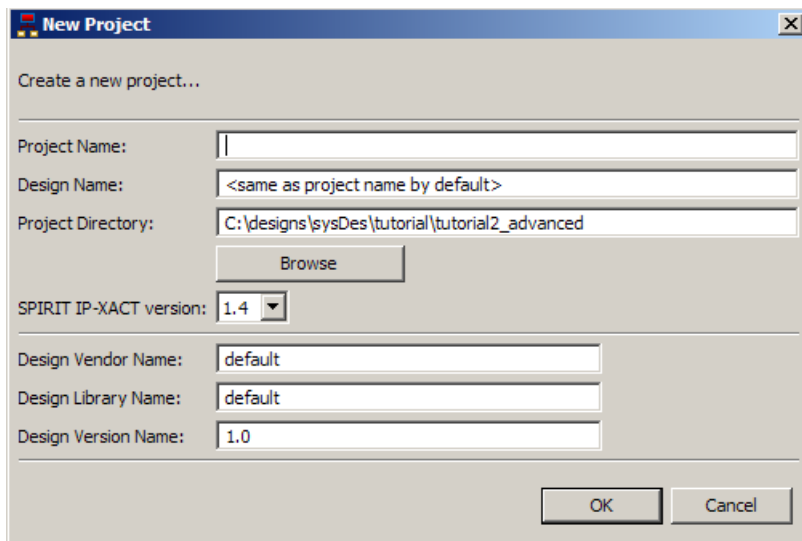 New Project
Create a new project...
Project Name:
Design Name: <same as project name by default>
Project Directory: C:\designs\sysDes\tutorial\tutorial2_advanced
Browse
SPIRIT IP-XACT version: 1.4
Design Vendor Name: default
Design Library Name: default
Design Version Name: 1.0
OK Cancel